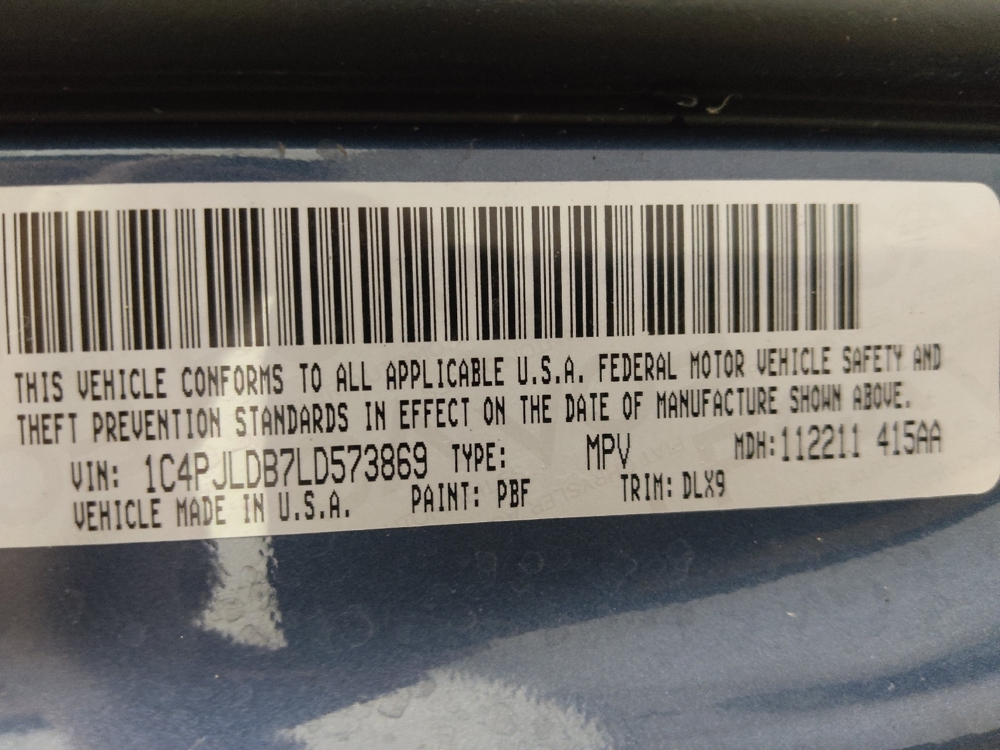 THIS VEHICLE CONFORMS TO ALL APPLICABLE U.S.A. FEDERAL MOTOR VEHICLE SAFETY AND
THEFT PREVENTION STANDARDS IN EFFECT ON THE DATE OF MANUFACTURE SHOWN ABOVE.
VIN: 1C4PJLDB7LD573869 TYPE: MPV MDH:112211 415AA
VEHICLE MADE IN U.S.A. PAINT: PBF TRIM: DLX9